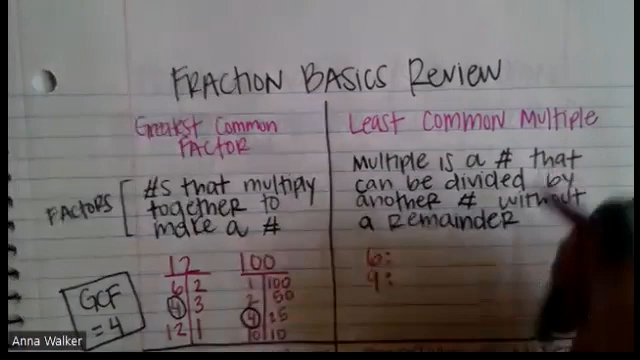 FRACTION BASICS REVIEW
Greatest Common
FACTOR
Least Common Multiple
FACTORS
#s that multiply
together to
make a #
Multiple is a # that
can be divided by
another # without
a remainder
12
6 2
4 3
12 1
100
1 100
2 50
4 25
10 10
GCF
= 4
6:
9:
Anna Walker